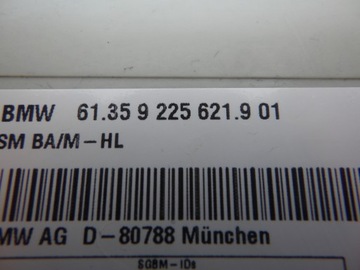 BMW 61.35 9 225 621.9 01
SM BA/M-HL
MW AG D-80788 München
SGBM-IDs